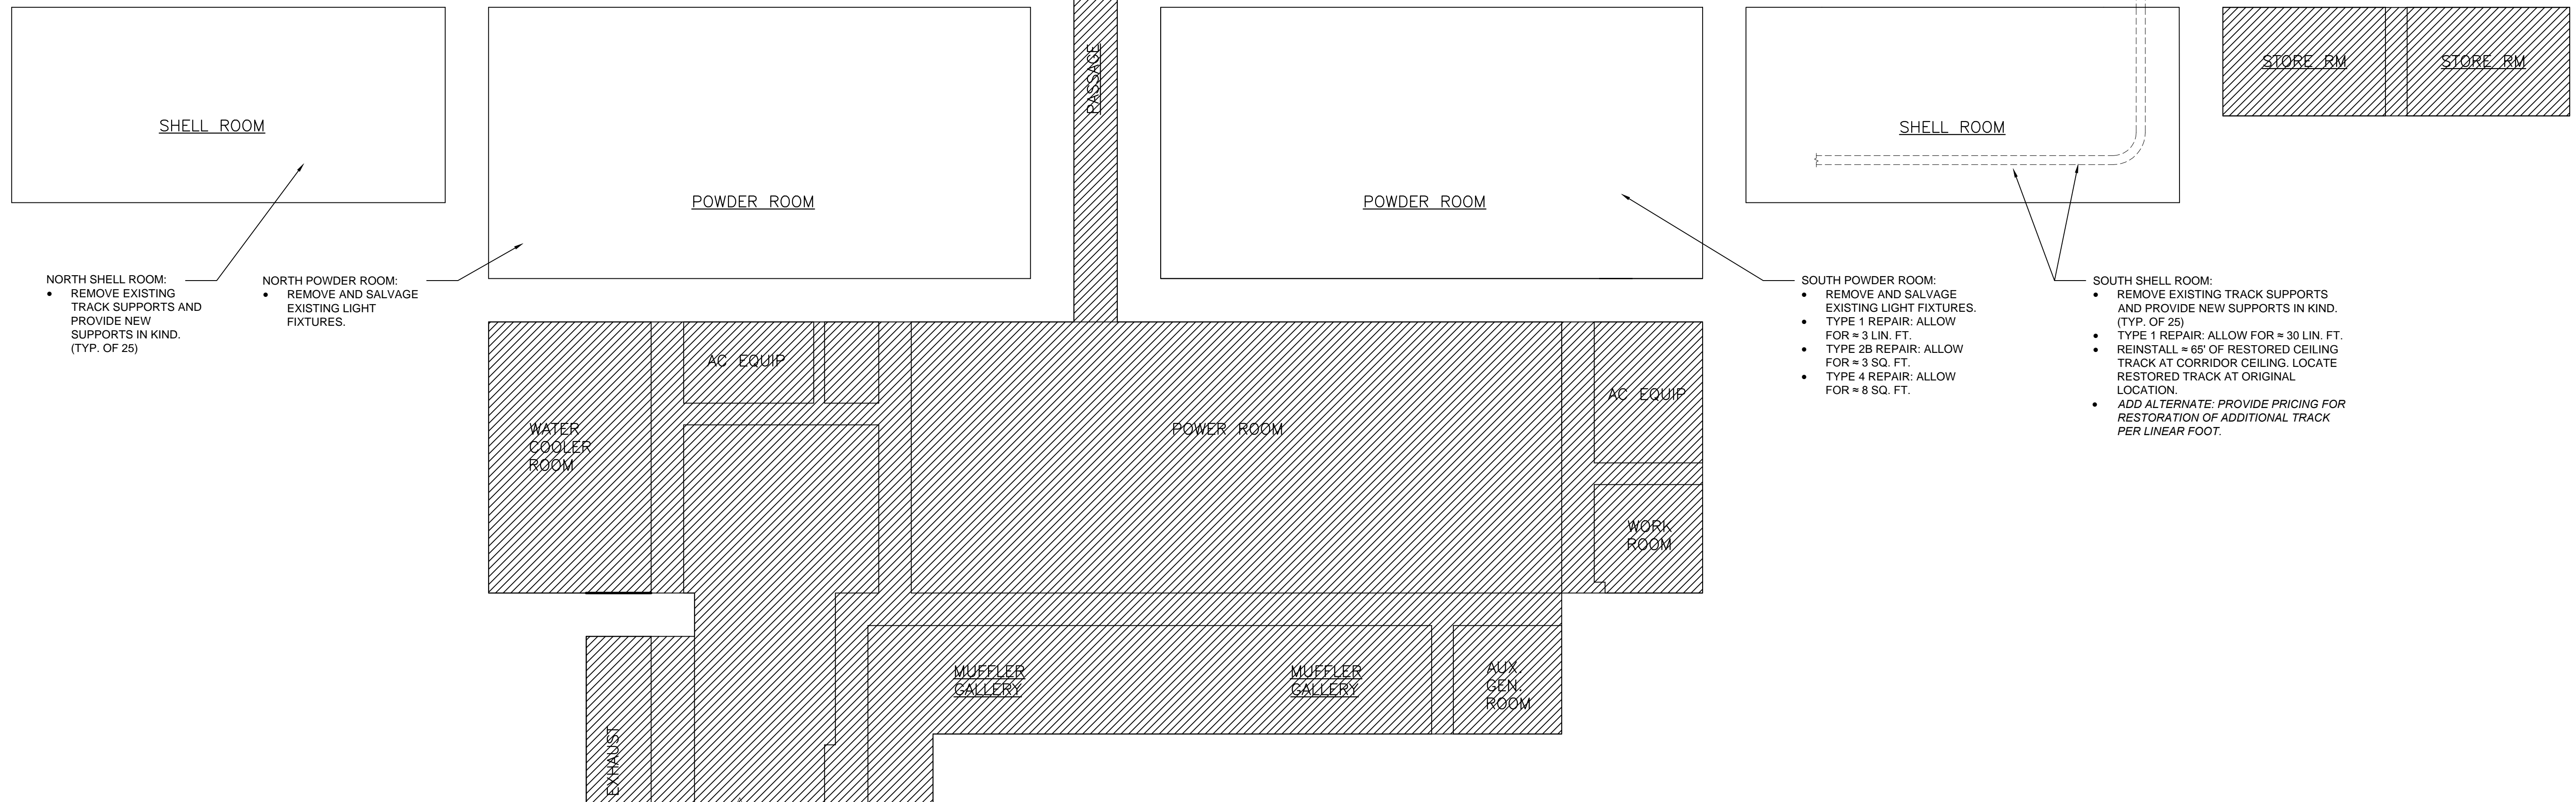 PASSAGE
STORE RM
STORE RM
SHELL ROOM
SHELL ROOM
POWDER ROOM
POWDER ROOM
NORTH SHELL ROOM:
• REMOVE EXISTING
TRACK SUPPORTS AND
PROVIDE NEW
SUPPORTS IN KIND.
(TYP. OF 25)
NORTH POWDER ROOM:
• REMOVE AND SALVAGE
EXISTING LIGHT
FIXTURES.
SOUTH POWDER ROOM:
• REMOVE AND SALVAGE
EXISTING LIGHT FIXTURES.
• TYPE 1 REPAIR: ALLOW
FOR ≈ 3 LIN. FT.
• TYPE 2B REPAIR: ALLOW
FOR ≈ 3 SQ. FT.
• TYPE 4 REPAIR: ALLOW
FOR ≈ 8 SQ. FT.
SOUTH SHELL ROOM:
• REMOVE EXISTING TRACK SUPPORTS
AND PROVIDE NEW SUPPORTS IN KIND.
(TYP. OF 25)
• TYPE 1 REPAIR: ALLOW FOR ≈ 30 LIN. FT.
• REINSTALL ≈ 65' OF RESTORED CEILING
TRACK AT CORRIDOR CEILING. LOCATE
RESTORED TRACK AT ORIGINAL
LOCATION.
• ADD ALTERNATE: PROVIDE PRICING FOR
RESTORATION OF ADDITIONAL TRACK
PER LINEAR FOOT.
AC EQUIP
AC EQUIP
WATER
COOLER
ROOM
POWER ROOM
WORK
ROOM
MUFFLER
GALLERY
MUFFLER
GALLERY
AUX.
GEN.
ROOM
EXHAUST